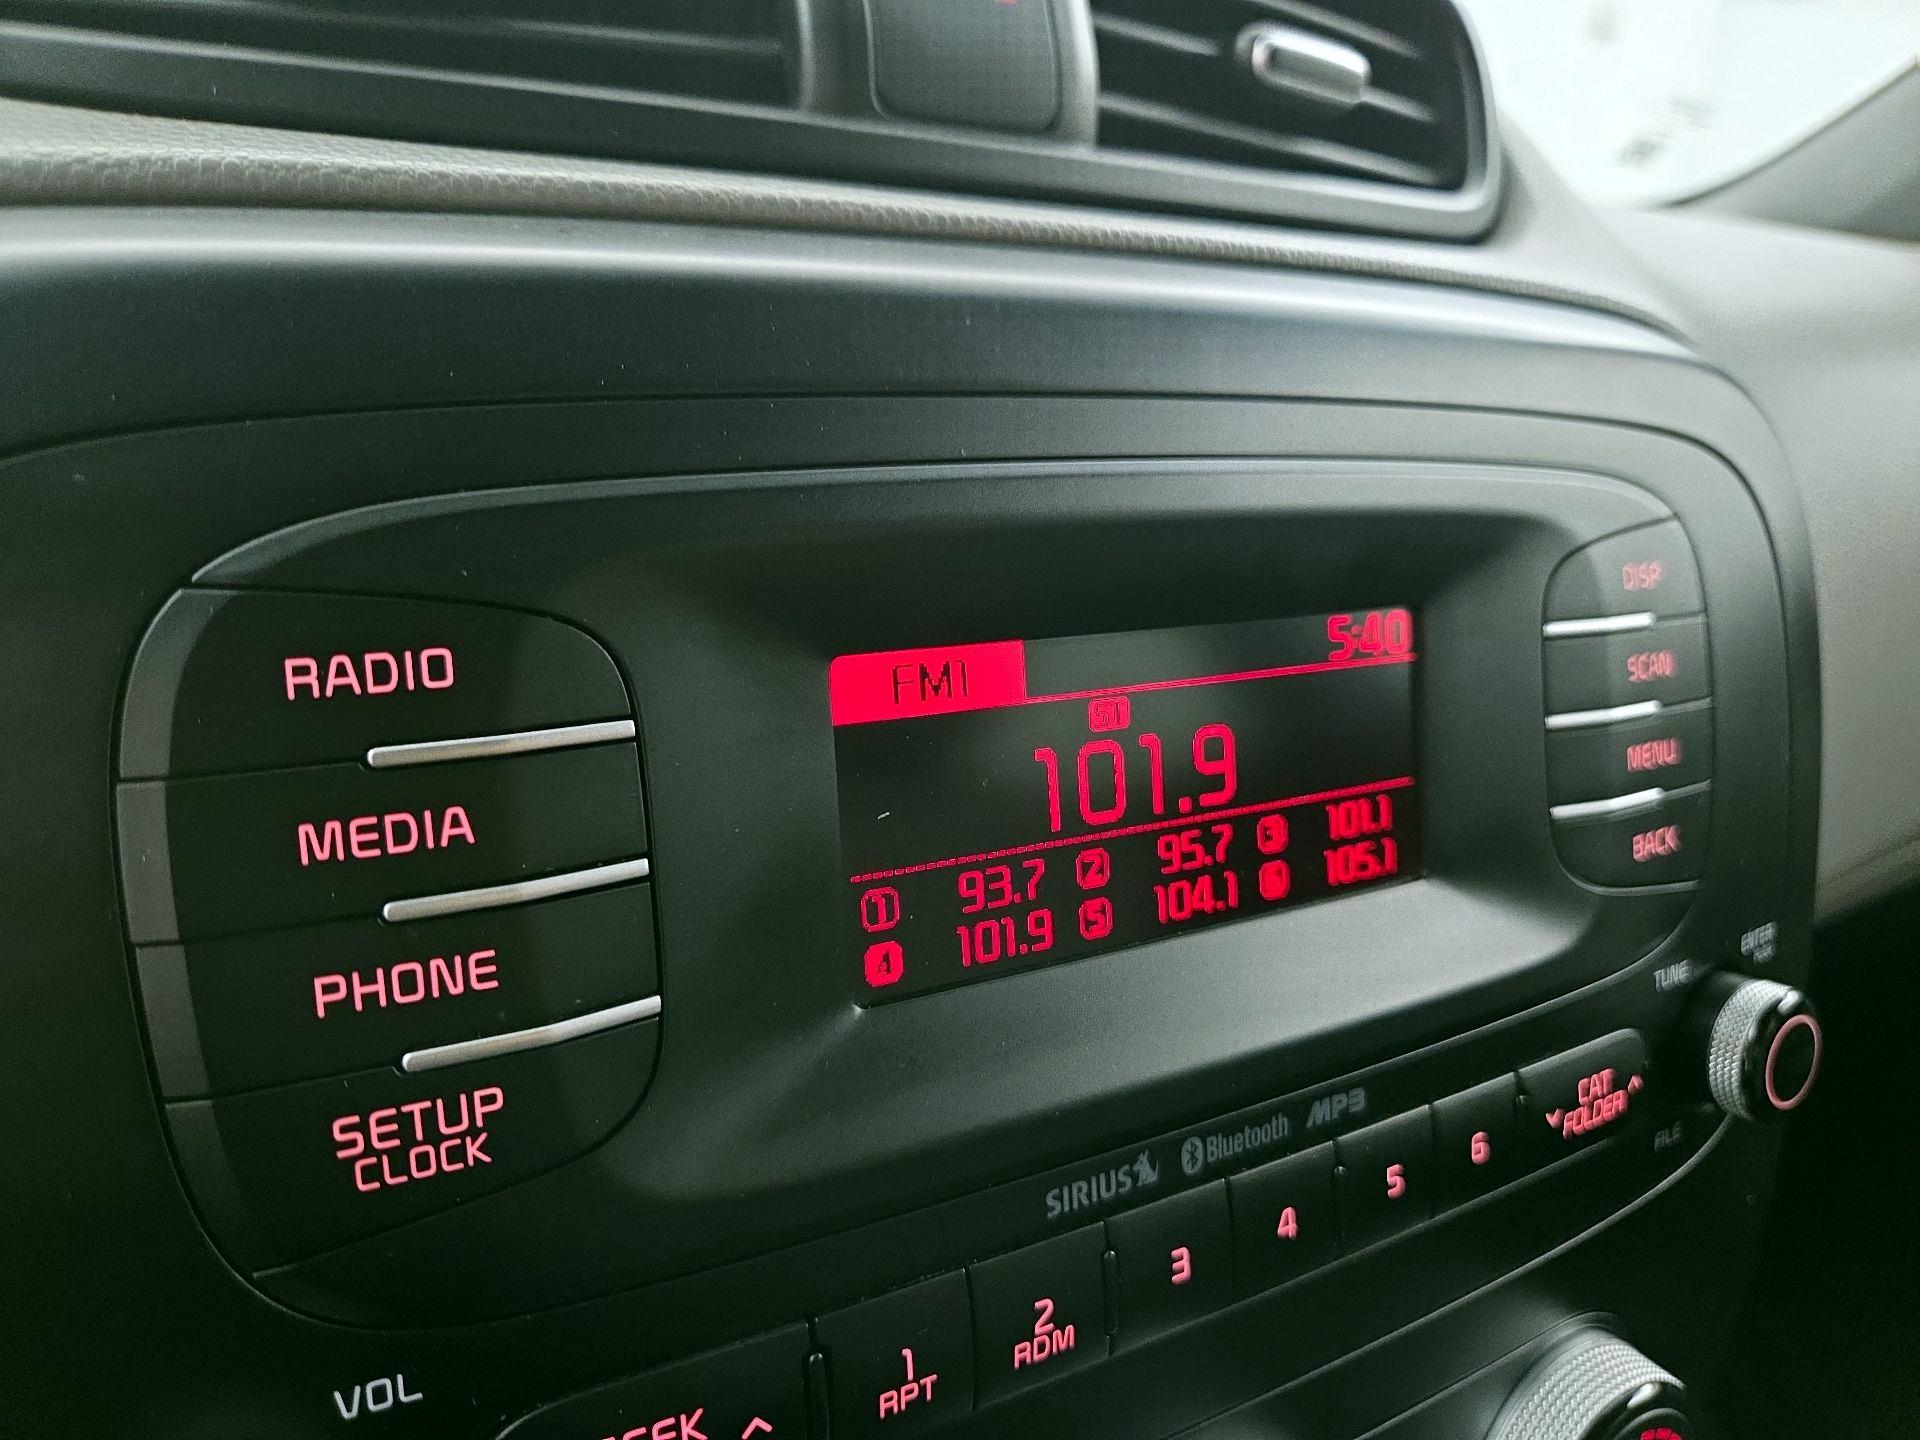 RADIO
MEDIA
PHONE
SETUP
CLOCK
VOL
FM1
5:40
ST
101.9
1 93.7 2 95.7 3 101.1
4 101.9 5 104.1 6 105.1
DISP
SCAN
MENU
BACK
TUNE
ENTER
SIRIUS Bluetooth MP3
1
RPT
2
RDM
3
4
5
6
CAT
FOLDER
FILE